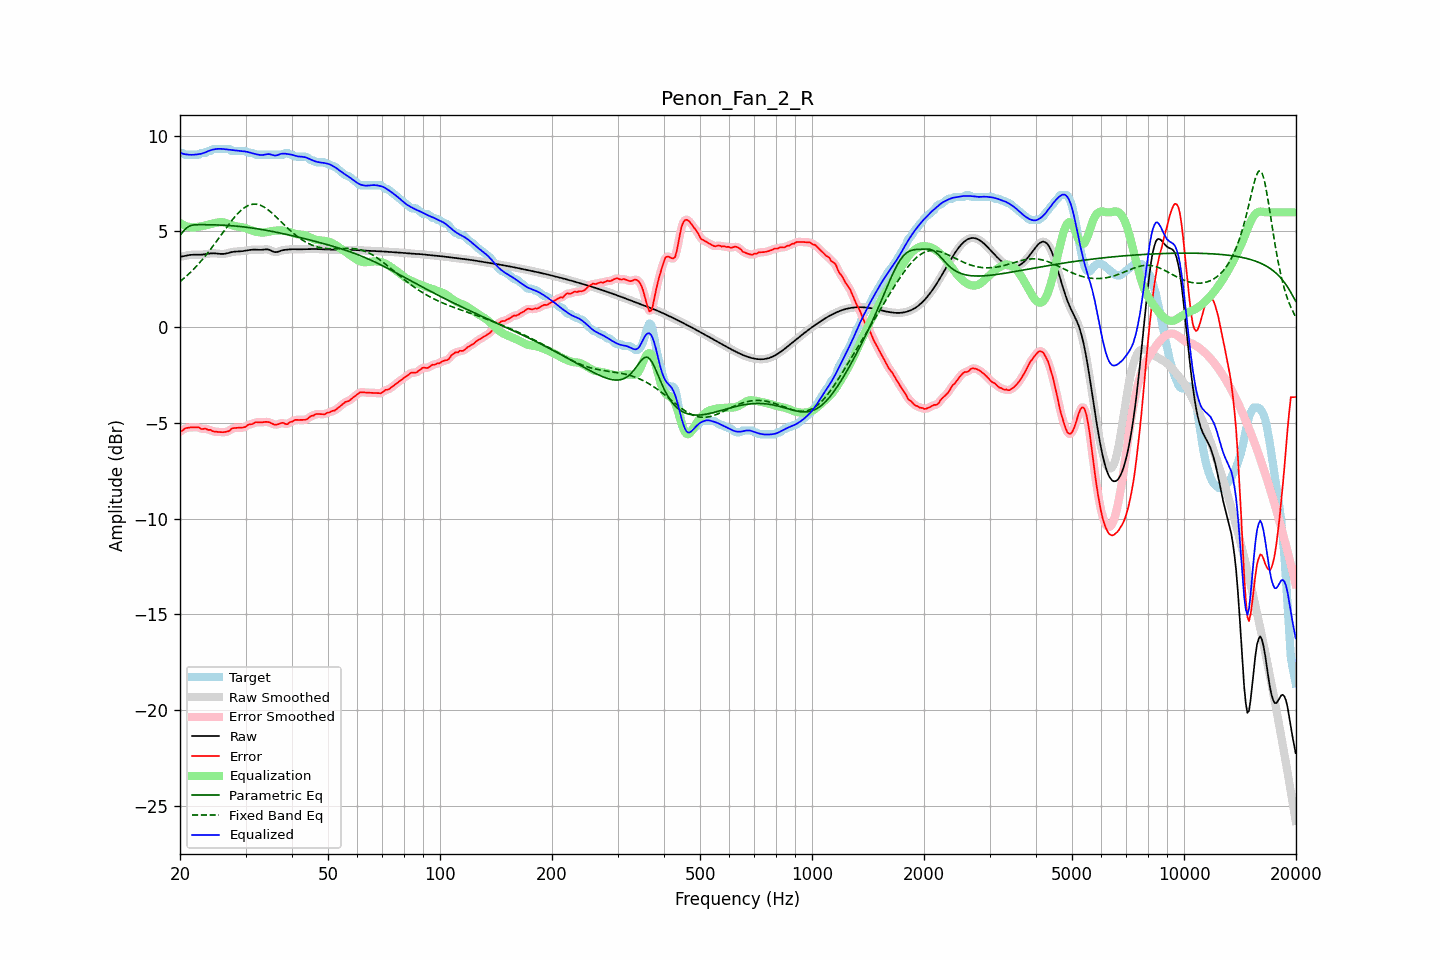 Penon_Fan_2_R
Amplitude (dBr)
10
5
0
−5
−10
−15
−20
−25
Target
Raw Smoothed
Error Smoothed
Raw
Error
Equalization
Parametric Eq
Fixed Band Eq
Equalized
20 50 100 200 500 1000 2000 5000 10000 20000
Frequency (Hz)